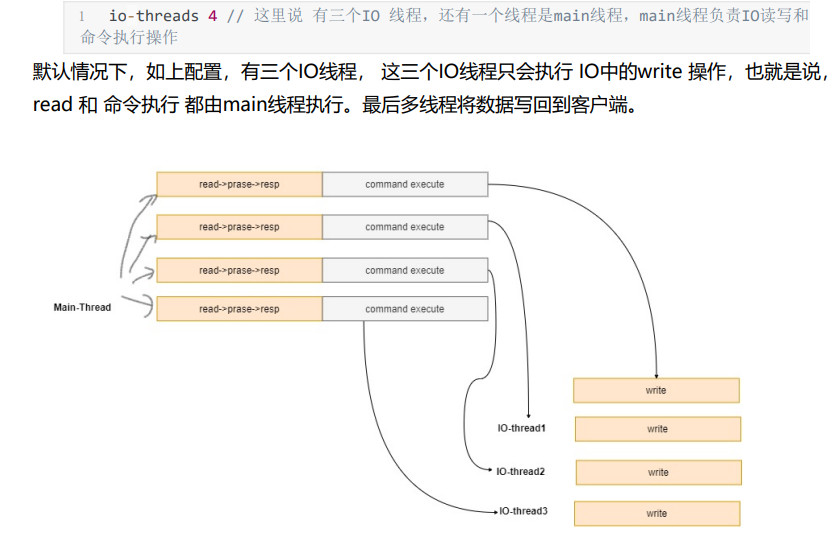 1 io-threads 4 // 这里说 有三个IO 线程，还有一个线程是main线程，main线程负责IO读写和
命令执行操作
默认情况下，如上配置，有三个IO线程， 这三个IO线程只会执行 IO中的write 操作，也就是说，
read 和 命令执行 都由main线程执行。最后多线程将数据写回到客户端。
read->prase->resp command execute
read->prase->resp command execute
read->prase->resp command execute
Main-Thread
read->prase->resp command execute
write
IO-thread1 write
IO-thread2 write
IO-thread3 write